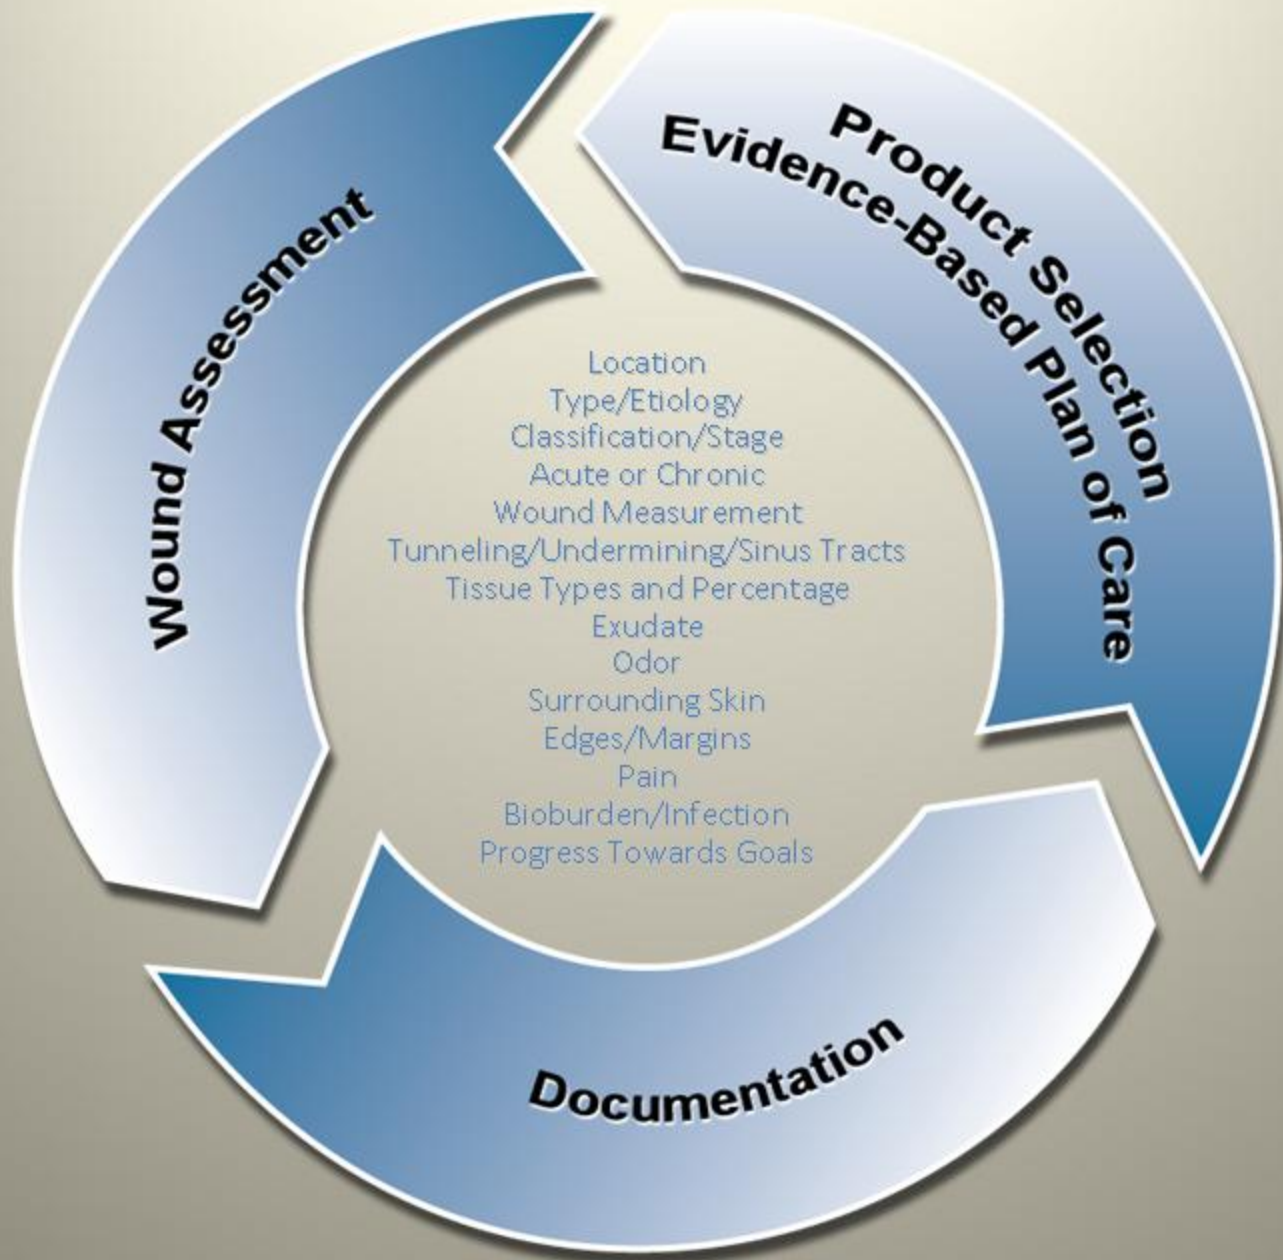 Wound Assessment
Product Selection
Evidence-Based Plan of Care
Location
Type/Etiology
Classification/Stage
Acute or Chronic
Wound Measurement
Tunneling/Undermining/Sinus Tracts
Tissue Types and Percentage
Exudate
Odor
Surrounding Skin
Edges/Margins
Pain
Bioburden/Infection
Progress Towards Goals
Documentation